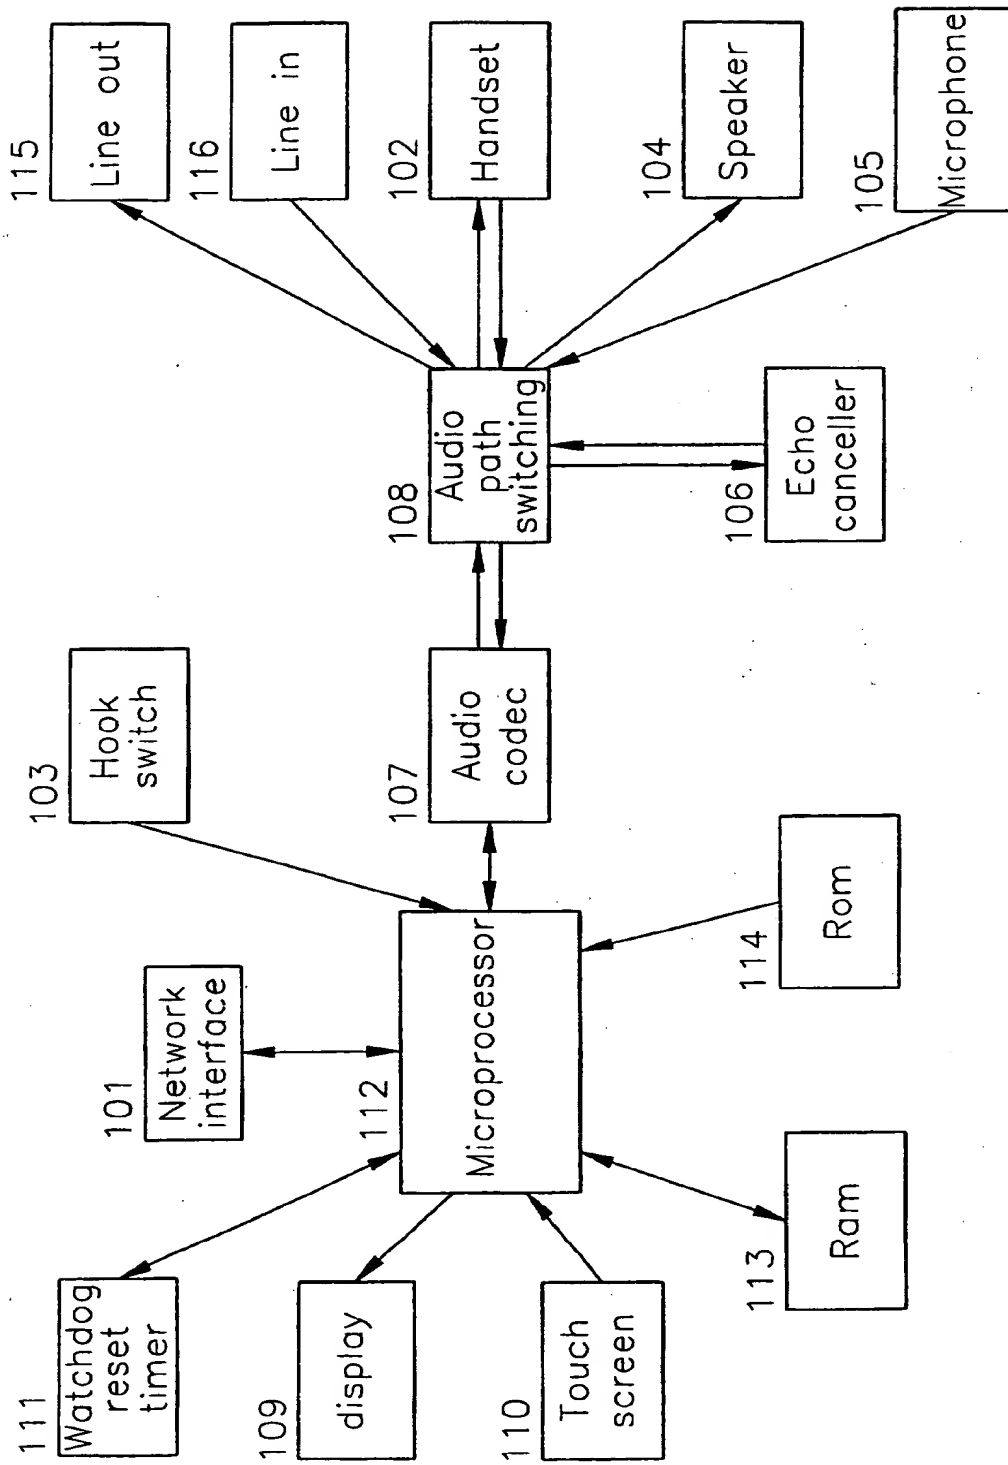 111
Watchdog
reset
timer
101
Network
interface
103
Hook
switch
115
Line out
116
Line in
109
display
112
Microprocessor
107
Audio
codec
108
Audio
path
switching
102
Handset
110
Touch
screen
104
Speaker
113
Ram
114
Rom
106
Echo
canceller
105
Microphone